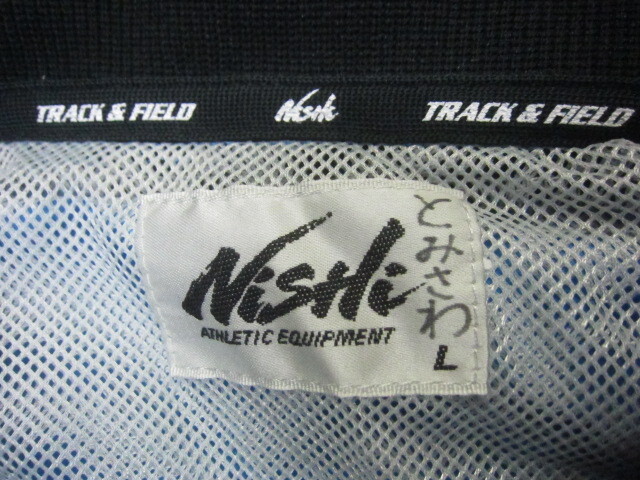 TRACK & FIELD Nishi TRACK & FIELD
NiSHi
ATHLETIC EQUIPMENT
L
とみさわ